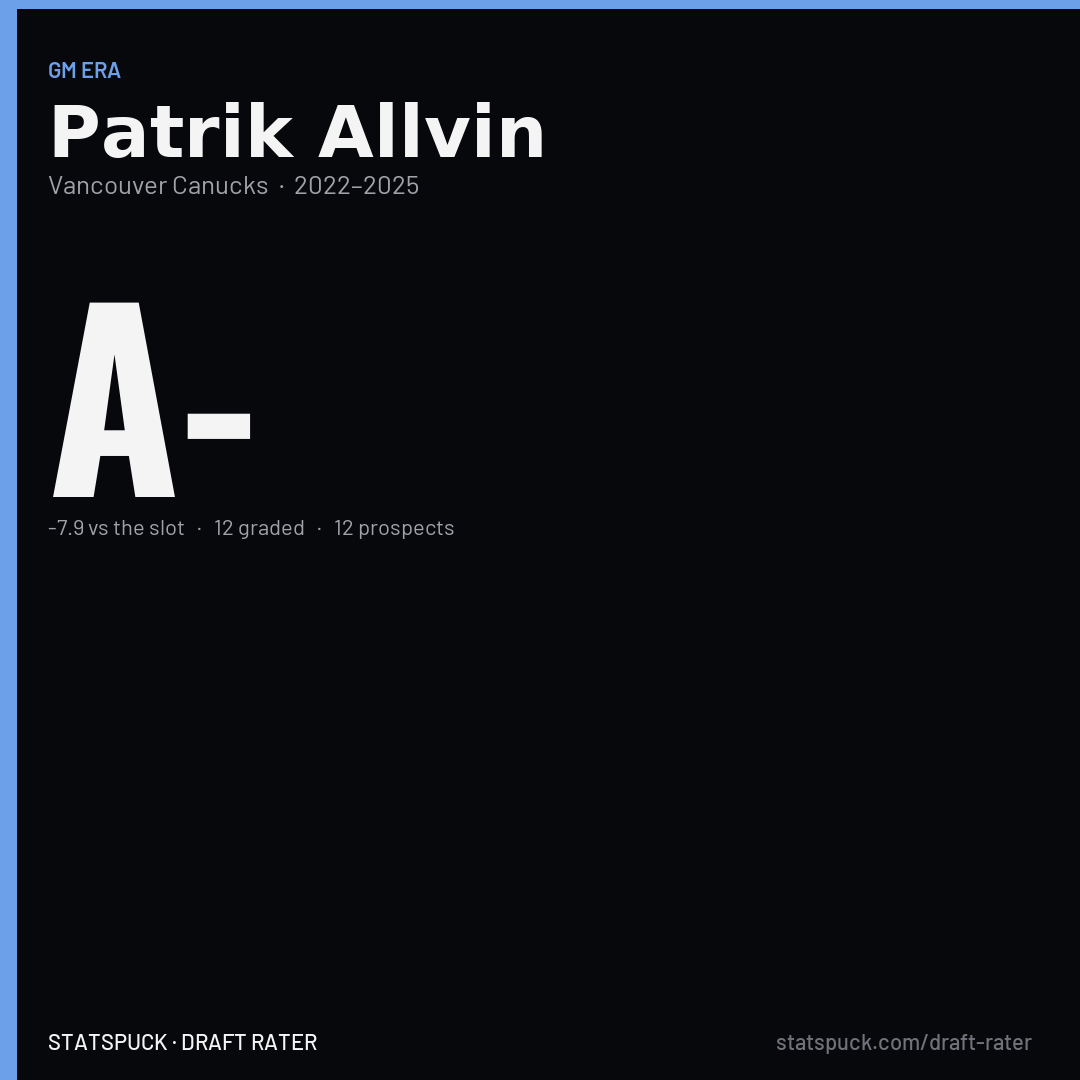 GM ERA
Patrik Allvin
Vancouver Canucks · 2022–2025
A-
-7.9 vs the slot · 12 graded · 12 prospects
STATSPUCK · DRAFT RATER
statspuck.com/draft-rater